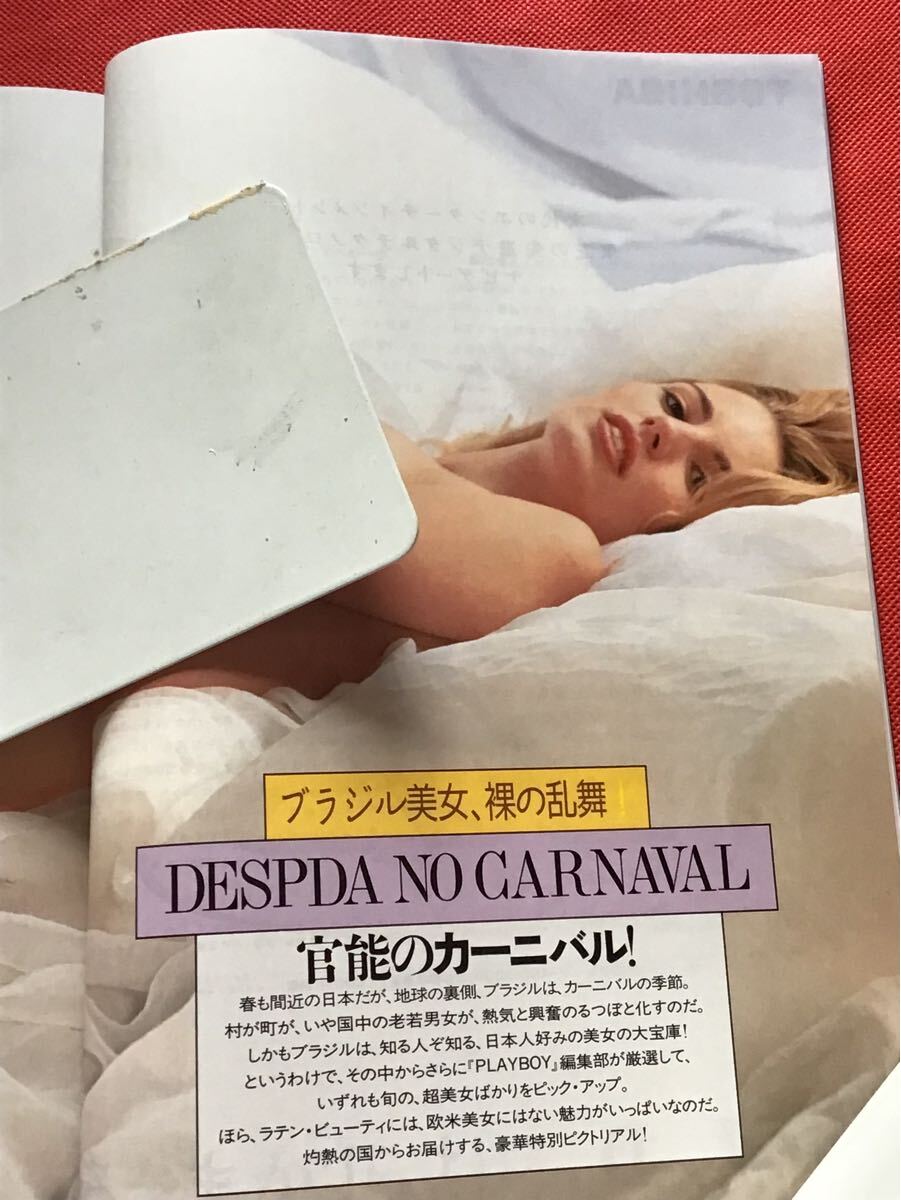 ブラジル美女、裸の乱舞
DESPDA NO CARNAVAL
官能のカーニバル!
春も間近の日本だが、地球の裏側、ブラジルは、カーニバルの季節。
村が町が、いや国中の老若男女が、熱気と興奮のるつぼと化すのだ。
しかもブラジルは、知る人ぞ知る、日本人好みの美女の大宝庫!
というわけで、その中からさらに『PLAYBOY』編集部が厳選して、
いずれも旬の、超美女ばかりをピック・アップ。
ほら、ラテン・ビューティには、欧米美女にはない魅力がいっぱいなのだ。
灼熱の国からお届けする、豪華特別ピクトリアル!